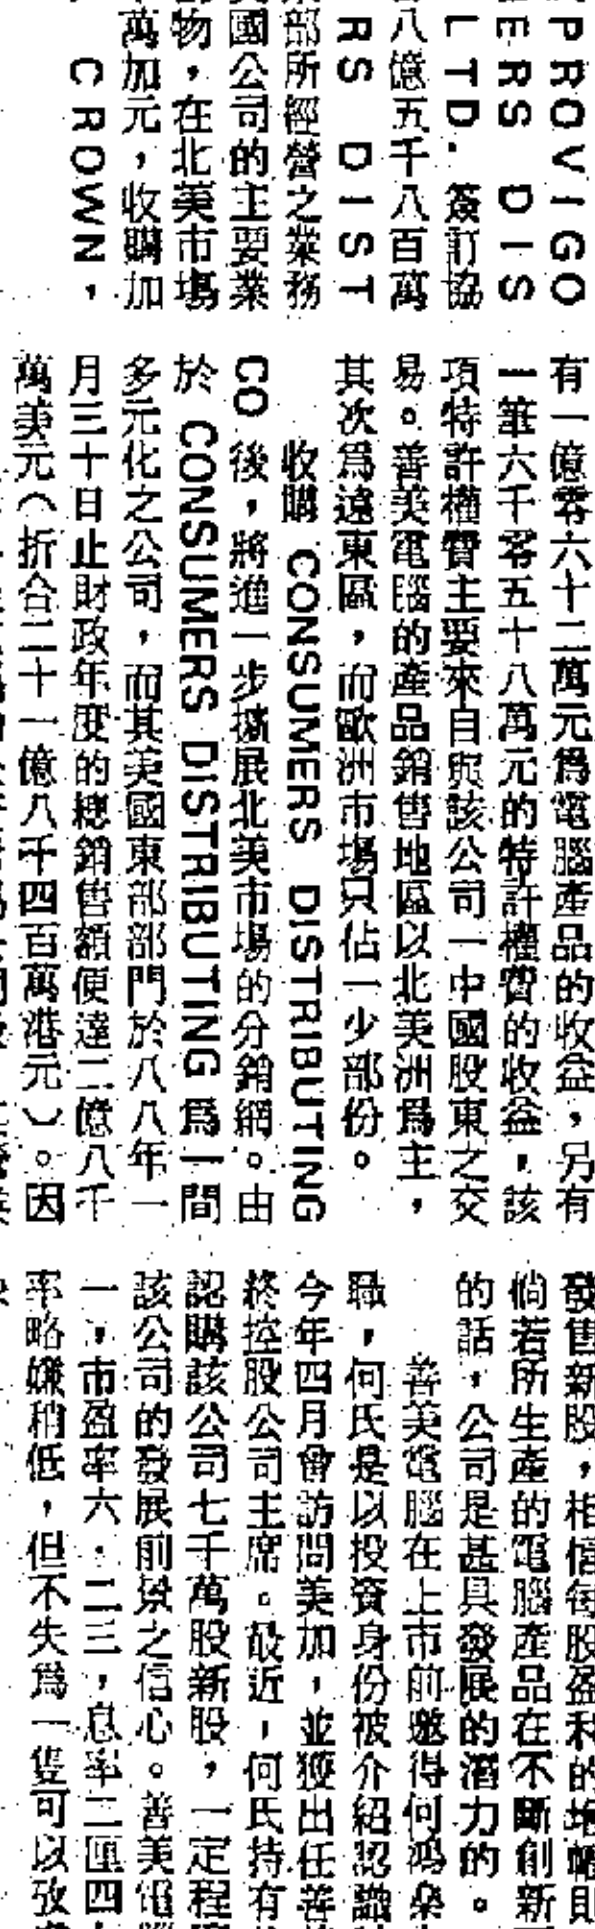 PROVIGO
ERS DIS
LTD. 簽訂協
八億五千八百萬
RS DIST
部所經營之業務
國公司的主要業
物，在北美市場
萬加元，收購加
CROWN，
有一億零六十二萬元爲電腦產品的收益，另有
一筆六千零五十八萬元的特許權費的收益，該
項特許權費主要來自與該公司一中國股東之交
易。善美電腦的產品銷售地區以北美洲爲主，
其次爲遠東區，而歐洲市場只佔一少部份。
收購 CONSUMERS DISTRIBUTING
CO 後，將進一步擴展北美市場的分銷網。由
於 CONSUMERS DISTRIBUTING 爲一間
多元化之公司，而其美國東部部門於八八年一
月三十日止財政年度的總銷售額便達二億八千
萬美元（折合二十一億八千四百萬港元）。因
發售新股，相信每股盈利的增幅則
倘若所生產的電腦產品在不斷創新
的話，公司是甚具發展的潛力的。
善美電腦在上市前邀得何鴻燊
職，何氏是以投資身份被介紹認識
今年四月會訪問美加，並獲出任善
終控股公司主席。最近，何氏持有
認購該公司七千萬股新股，一定程
該公司的發展前景之信心。善美電腦
一，市盈率六．二三，息率二厘四
率略嫌稍低，但不失爲一隻可以攷